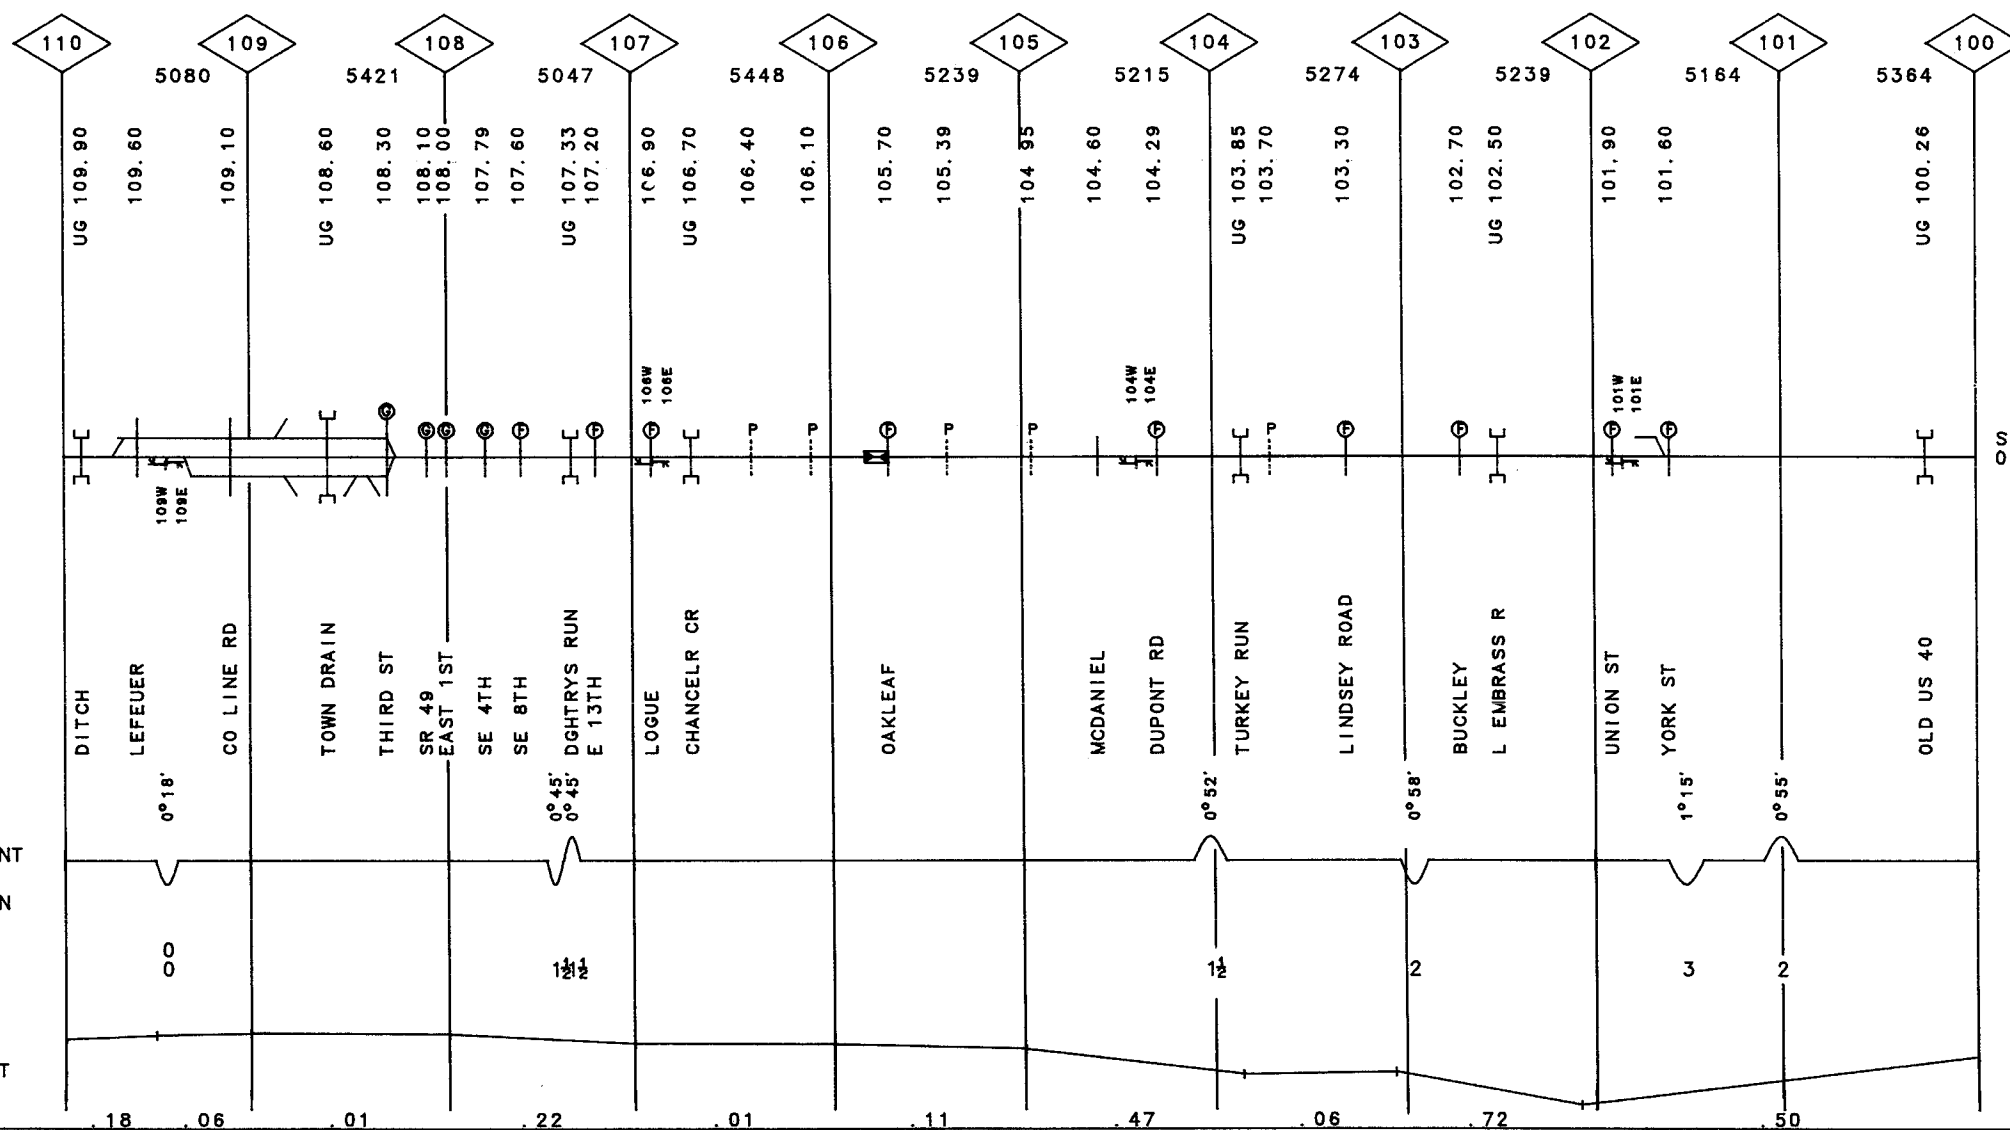 110 109 108 107 106 105 104 103 102 101 100
5080 5421 5047 5448 5239 5215 5274 5239 5164 5364
UG 109.90
109.60
109.10
UG 108.60
108.30
108.10
108.00
107.79
107.60
UG 107.33
107.20
106.90
UG 106.70
106.40
106.10
105.70
105.39
104 95
104.60
104.29
UG 103.85
103.70
103.30
102.70
UG 102.50
101.90
101.60
UG 100.26
109W
109E
G
G
G
G
F
F
106W
106E
F
P
P
F
P
P
104W
104E
F
P
F
F
101W
101E
F
F
S
O
DITCH
LEFEUER
CO LINE RD
TOWN DRAIN
THIRD ST
SR 49
EAST 1ST
SE 4TH
SE 8TH
DGHTRYS RUN
E 13TH
LOGUE
CHANCELR CR
OAKLEAF
MCDANIEL
DUPONT RD
TURKEY RUN
LINDSEY ROAD
BUCKLEY
L EMBRASS R
UNION ST
YORK ST
OLD US 40
0°18'
0°45'
0°45'
0°52'
0°58'
1°15'
0°55'
NT
N
0
0 1½ 1½ 1½ 2 3 2
T
.18 .06 .01 .22 .01 .11 .47 .06 .72 .50